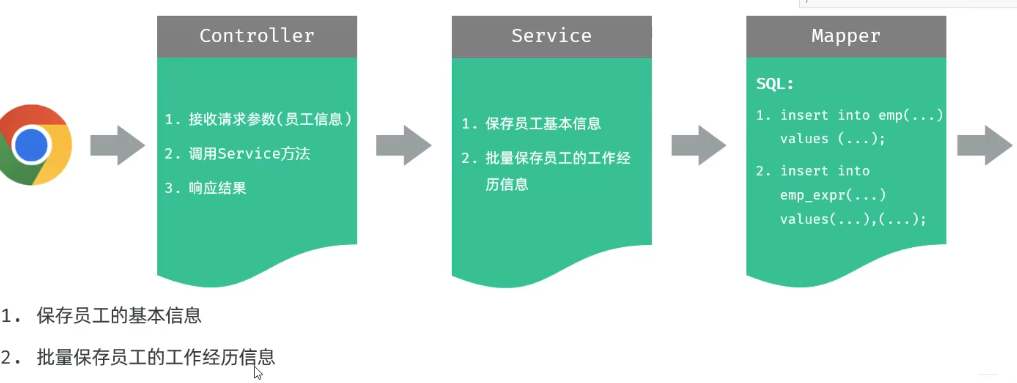 Controller
1. 接收请求参数(员工信息)
2. 调用Service方法
3. 响应结果
Service
1. 保存员工基本信息
2. 批量保存员工的工作经
历信息
Mapper
SQL:
1. insert into emp(...)
values (...);
2. insert into
emp_expr(...)
values(...),(...);
1. 保存员工的基本信息
2. 批量保存员工的工作经历信息